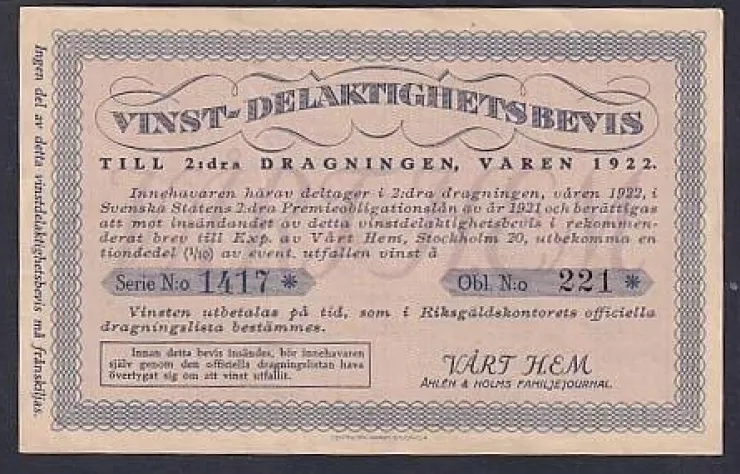 VINST-DELAKTIGHETSBEVIS
TILL 2:dra DRAGNINGEN, VÅREN 1922.
Innehavaren härav deltager i 2:dra dragningen, våren 1922, i
Svenska Statens 2:dra Premieobligationslån av år 1921 och berättigas
att mot insändandet av detta vinstdelaktighetsbevis i rekommen-
derat brev till Exp. av Vårt Hem, Stockholm 20, utbekomma en
tiondedel (1/10) av event. utfallen vinst å
Serie N:o 1417 * Obl. N:o 221 *
Vinsten utbetalas på tid, som i Riksgäldskontorets officiella
dragningslista bestämmes.
Innan detta bevis insändes, bör innehavaren
själv genom den officiella dragningslistan hava
övertygat sig om att vinst utfallit.
VÅRT HEM
ÅHLÉN & HOLMS FAMILJEJOURNAL.
Ingen del av detta vinstdelaktighetsbevis må frånskiljas.